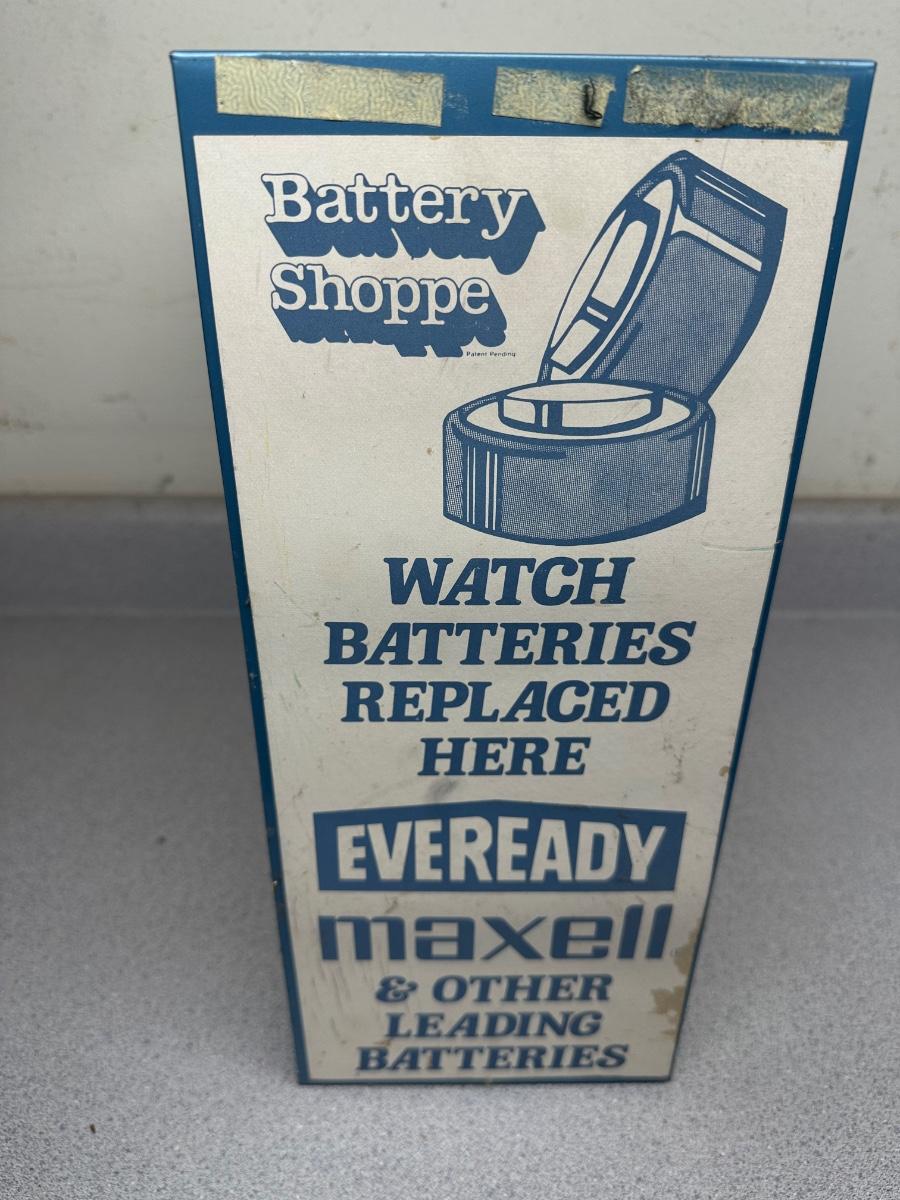 Battery
Shoppe
Patent Pending
WATCH
BATTERIES
REPLACED
HERE
EVEREADY
maxell
& OTHER
LEADING
BATTERIES